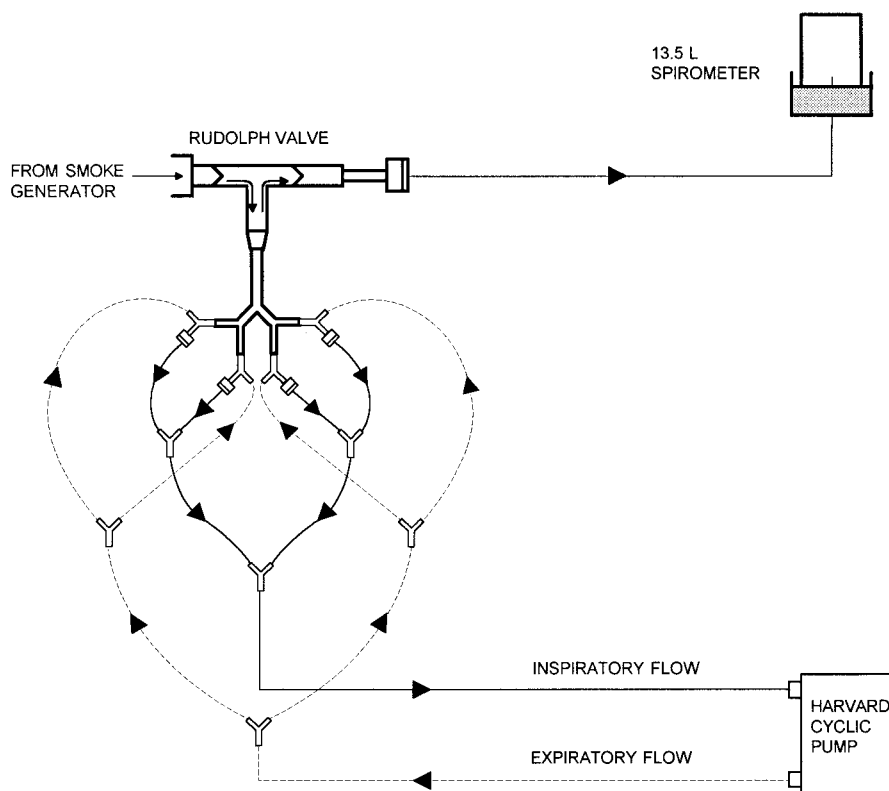 13.5 L
SPIROMETER
RUDOLPH VALVE
FROM SMOKE
GENERATOR
INSPIRATORY FLOW
HARVARD
CYCLIC
PUMP
EXPIRATORY FLOW